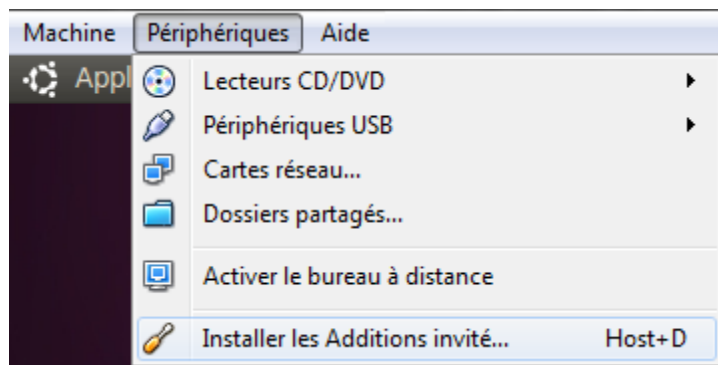 Machine Périphériques Aide
Appl
Lecteurs CD/DVD
Périphériques USB
Cartes réseau...
Dossiers partagés...
Activer le bureau à distance
Installer les Additions invité... Host+D